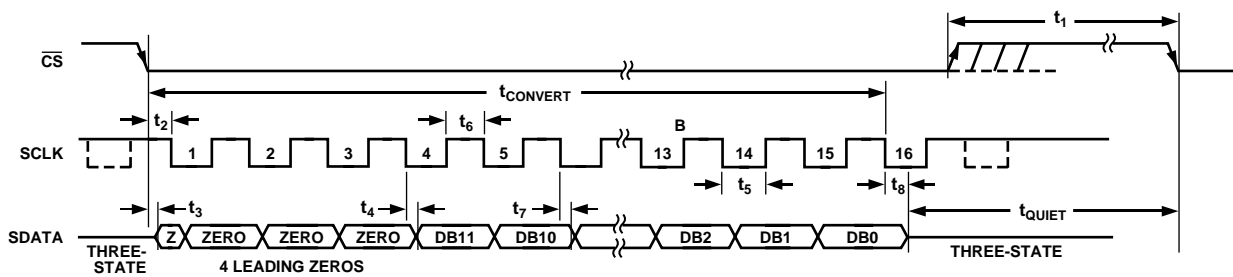 t1
CS
tCONVERT
t2
t6
B
SCLK
1 2 3 4 5 13 14 15 16
t5
t8
t3
t4
t7
tQUIET
SDATA
Z ZERO ZERO ZERO DB11 DB10 DB2 DB1 DB0
THREE-
STATE
4 LEADING ZEROS
THREE-STATE